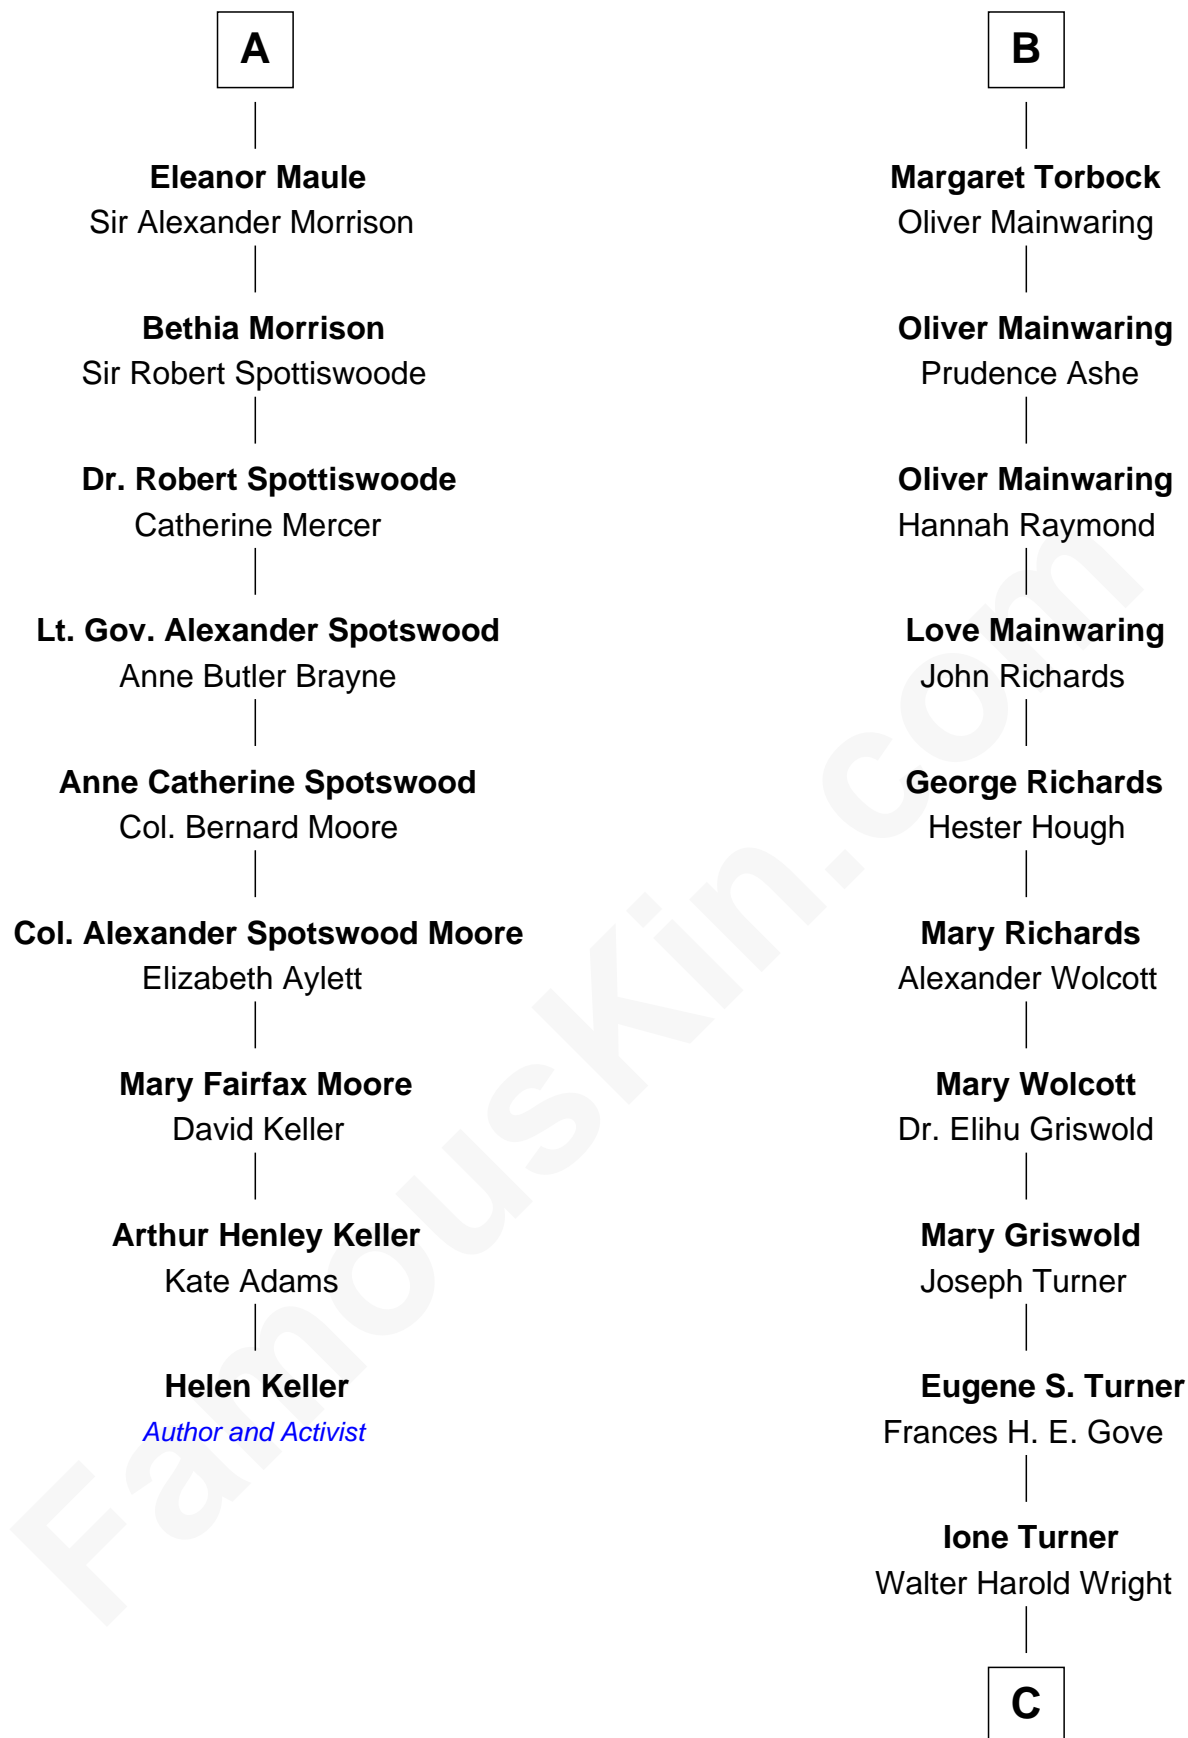 A
Eleanor Maule
Sir Alexander Morrison
Bethia Morrison
Sir Robert Spottiswoode
Dr. Robert Spottiswoode
Catherine Mercer
Lt. Gov. Alexander Spotswood
Anne Butler Brayne
Anne Catherine Spotswood
Col. Bernard Moore
Col. Alexander Spotswood Moore
Elizabeth Aylett
Mary Fairfax Moore
David Keller
Arthur Henley Keller
Kate Adams
Helen Keller
Author and Activist
B
Margaret Torbock
Oliver Mainwaring
Oliver Mainwaring
Prudence Ashe
Oliver Mainwaring
Hannah Raymond
Love Mainwaring
John Richards
George Richards
Hester Hough
Mary Richards
Alexander Wolcott
Mary Wolcott
Dr. Elihu Griswold
Mary Griswold
Joseph Turner
Eugene S. Turner
Frances H. E. Gove
Ione Turner
Walter Harold Wright
C
FamousKin.com